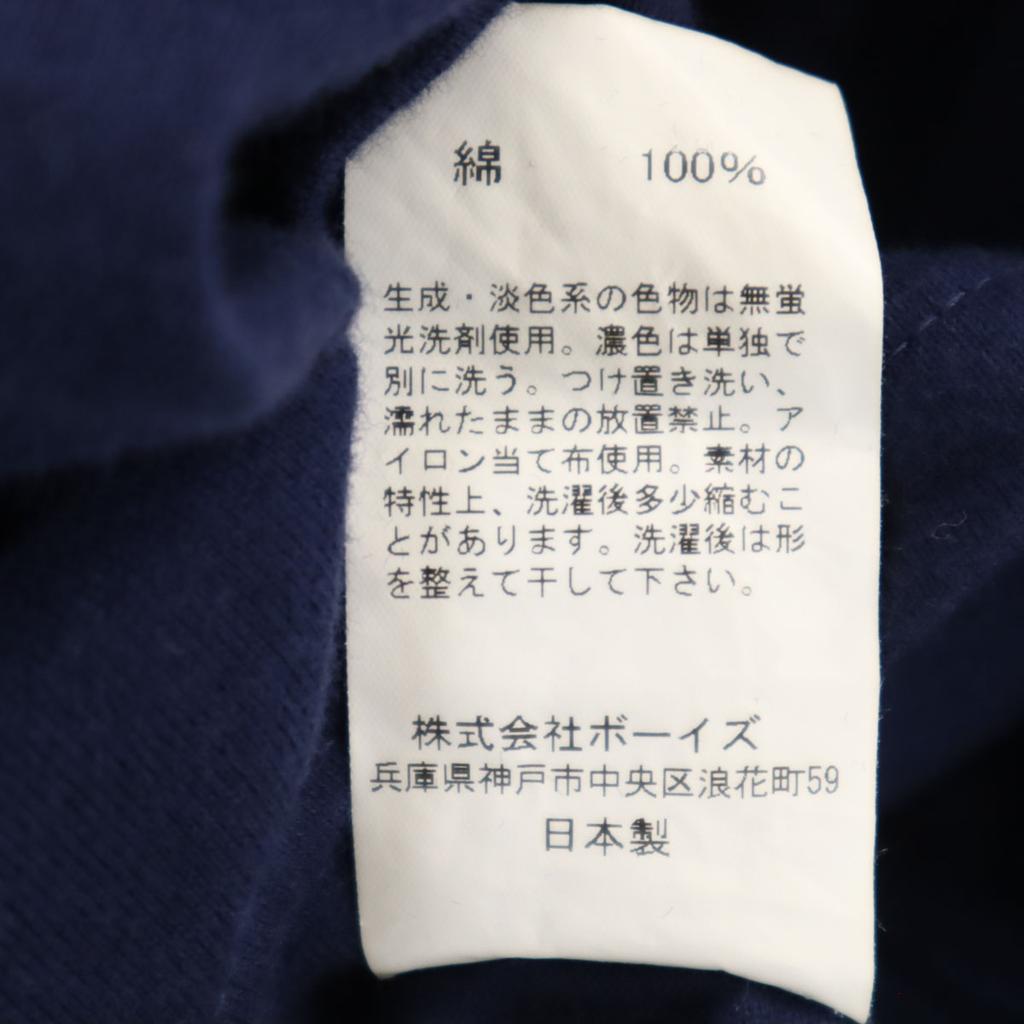 綿 100%
生成・淡色系の色物は無蛍
光洗剤使用。濃色は単独で
別に洗う。つけ置き洗い、
濡れたままの放置禁止。ア
イロン当て布使用。素材の
特性上、洗濯後多少縮むこ
とがあります。洗濯後は形
を整えて干して下さい。
株式会社ボーイズ
兵庫県神戸市中央区浪花町59
日本製